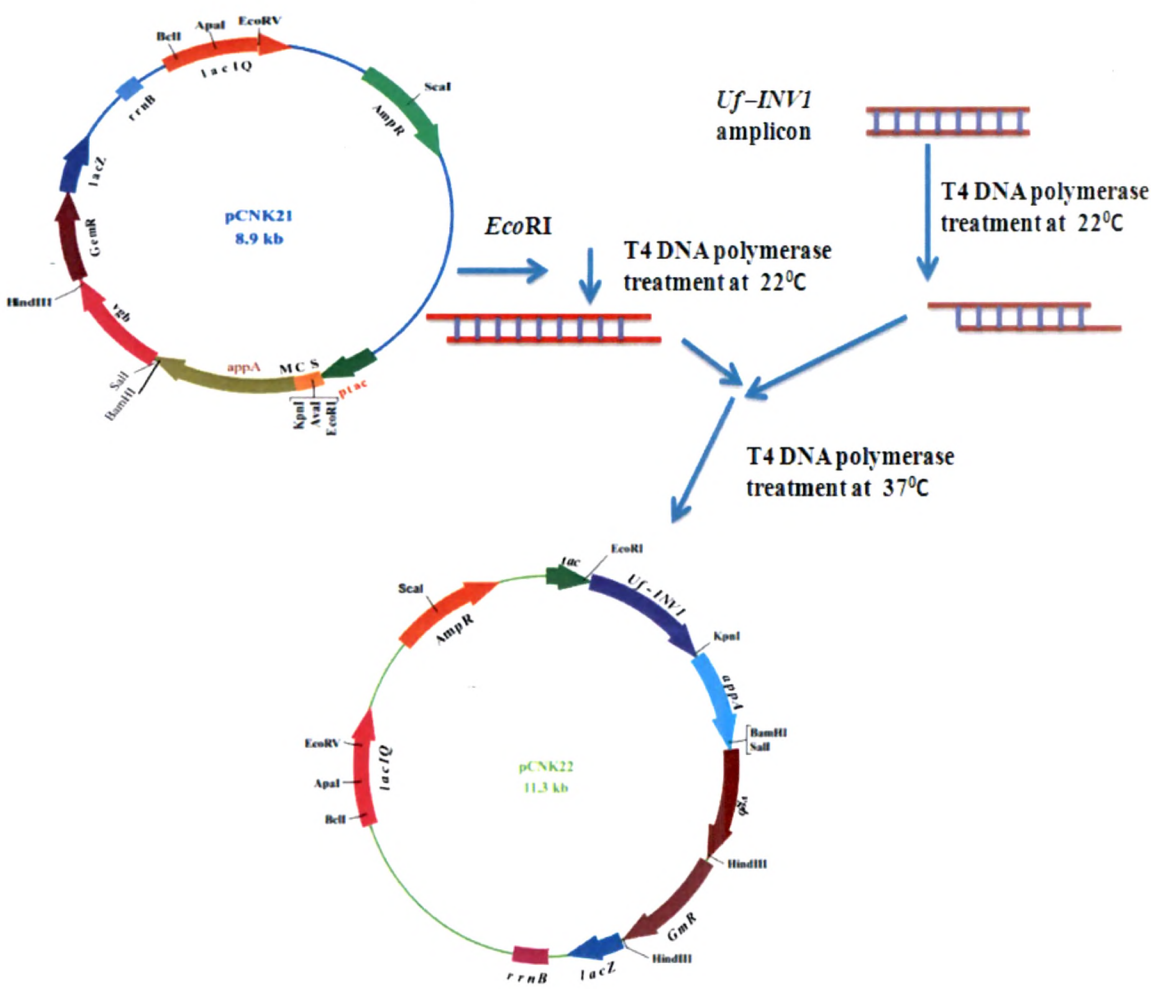 EcoRV
ApaI
BclI
lacIQ
rrnB
ScaI
AmpR
lacZ
GemR
pCNK21
8.9 kb
HindIII
vgb
SalI
BamHI
appA
MCS
ptac
KpnI
AvaI
EcoRI
EcoRI
T4 DNA polymerase
treatment at 22⁰C
Uf-INV1
amplicon
T4 DNA polymerase
treatment at 22⁰C
T4 DNA polymerase
treatment at 37⁰C
tac
EcoRI
Uf-INV1
KpnI
appA
BamHI
SalI
vgb
HindIII
GmR
HindIII
lacZ
rrnB
ScaI
AmpR
EcoRV
lacIQ
ApaI
BclI
pCNK22
11.3 kb